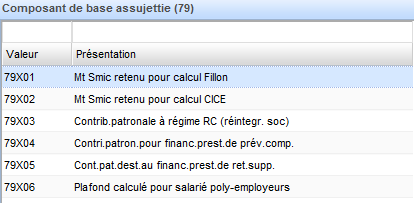 Composant de base assujettie (79)
Valeur Présentation
79X01 Mt Smic retenu pour calcul Fillon
79X02 Mt Smic retenu pour calcul CICE
79X03 Contrib.patronale à régime RC (réintegr. soc)
79X04 Contri.patron.pour financ.prest.de prév.comp.
79X05 Cont.pat.dest.au financ.prest.de ret.supp.
79X06 Plafond calculé pour salarié poly-employeurs